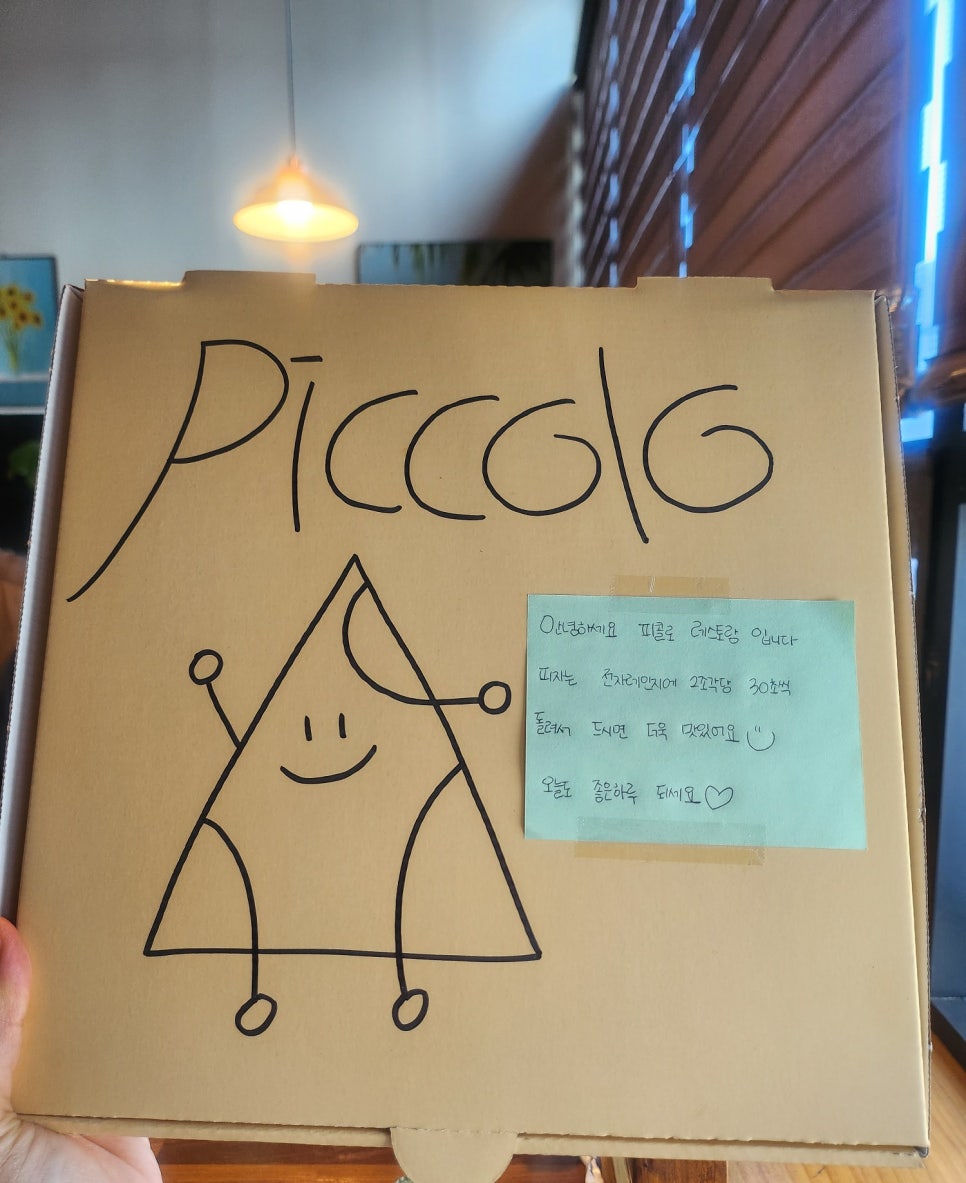 Piccolo
안녕하세요 피콜로 레스토랑 입니다
피자는 전자레인지에 2조각당 30초씩
돌려서 드시면 더욱 맛있어요
오늘도 좋은하루 되세요♡